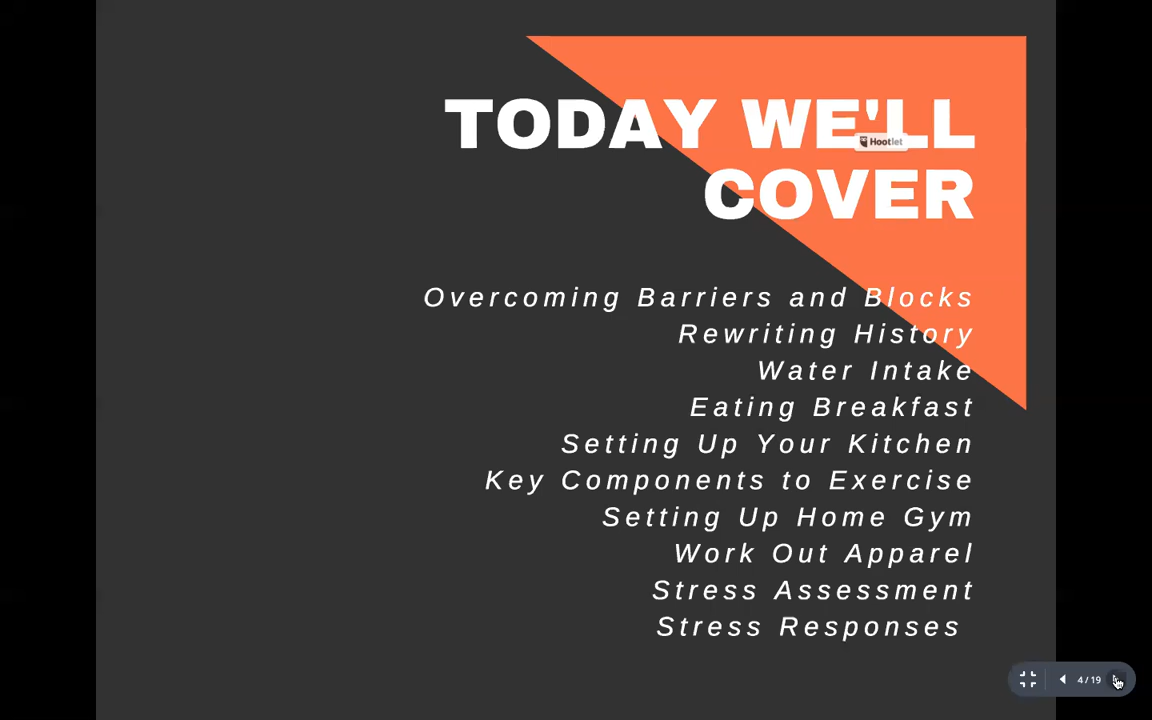 TODAY WE'LL
Hootlet
COVER
Overcoming Barriers and Blocks
Rewriting History
Water Intake
Eating Breakfast
Setting Up Your Kitchen
Key Components to Exercise
Setting Up Home Gym
Work Out Apparel
Stress Assessment
Stress Responses
4 / 19